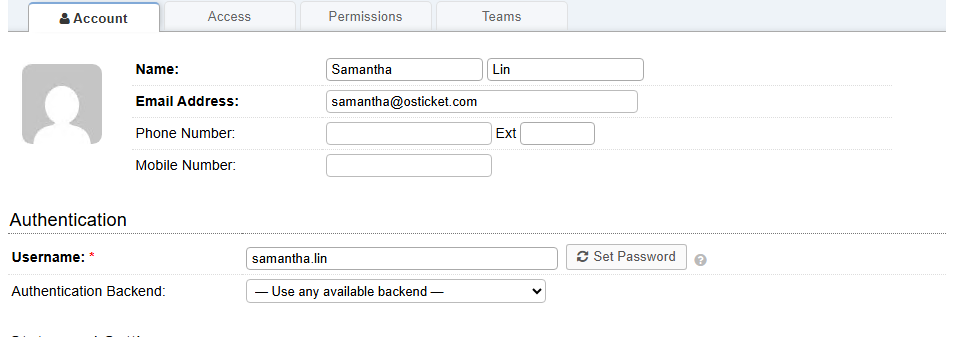 Account Access Permissions Teams
Name: Samantha Lin
Email Address: samantha@osticket.com
Phone Number: Ext
Mobile Number:
Authentication
Username: * samantha.lin Set Password ?
Authentication Backend: — Use any available backend —